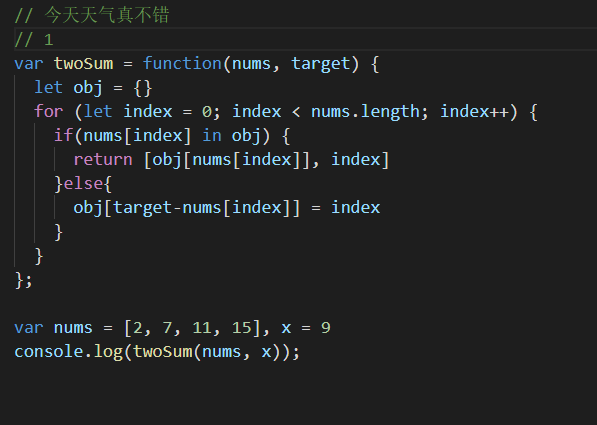 // 今天天气真不错
// 1
var twoSum = function(nums, target) {
  let obj = {}
  for (let index = 0; index < nums.length; index++) {
    if(nums[index] in obj) {
      return [obj[nums[index]], index]
    }else{
      obj[target-nums[index]] = index
    }
  }
};

var nums = [2, 7, 11, 15], x = 9
console.log(twoSum(nums, x));